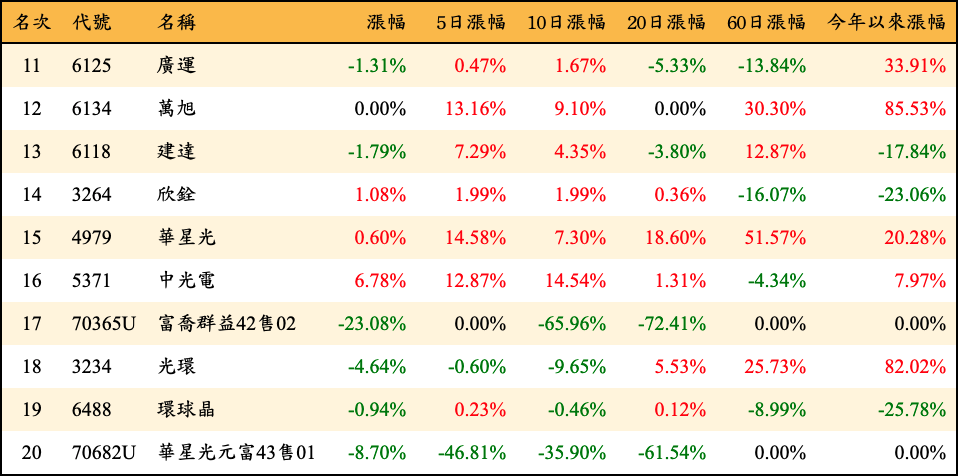 名次 代號 名稱 漲幅 5日漲幅 10日漲幅 20日漲幅 60日漲幅 今年以來漲幅
11 6125 廣運 -1.31% 0.47% 1.67% -5.33% -13.84% 33.91%
12 6134 萬旭 0.00% 13.16% 9.10% 0.00% 30.30% 85.53%
13 6118 建達 -1.79% 7.29% 4.35% -3.80% 12.87% -17.84%
14 3264 欣銓 1.08% 1.99% 1.99% 0.36% -16.07% -23.06%
15 4979 華星光 0.60% 14.58% 7.30% 18.60% 51.57% 20.28%
16 5371 中光電 6.78% 12.87% 14.54% 1.31% -4.34% 7.97%
17 70365U 富喬群益42售02 -23.08% 0.00% -65.96% -72.41% 0.00% 0.00%
18 3234 光環 -4.64% -0.60% -9.65% 5.53% 25.73% 82.02%
19 6488 環球晶 -0.94% 0.23% -0.46% 0.12% -8.99% -25.78%
20 70682U 華星光元富43售01 -8.70% -46.81% -35.90% -61.54% 0.00% 0.00%